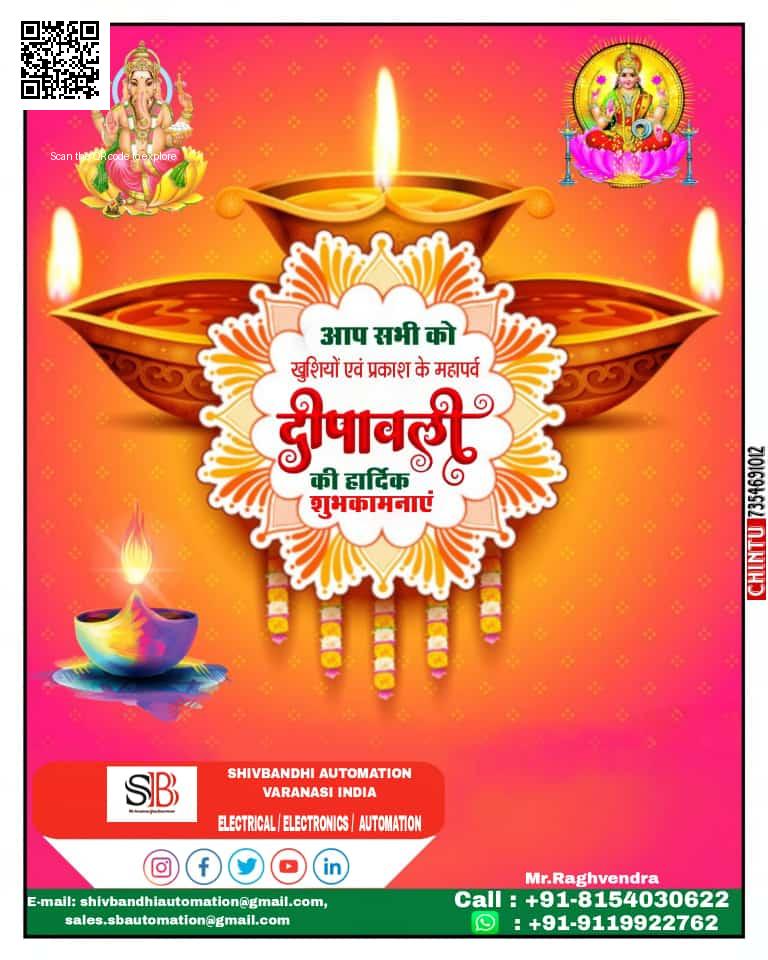 Scan the QR code to explore
आप सभी को
खुशियों एवं प्रकाश के महापर्व
दीपावली
की हार्दिक
शुभकामनाएं
CHINTU 7354691012
SB
SHIVBANDHI AUTOMATION
VARANASI INDIA
ELECTRICAL / ELECTRONICS / AUTOMATION
Mr.Raghvendra
E-mail: shivbandhiautomation@gmail.com,
sales.sbautomation@gmail.com
Call : +91-8154030622
: +91-9119922762